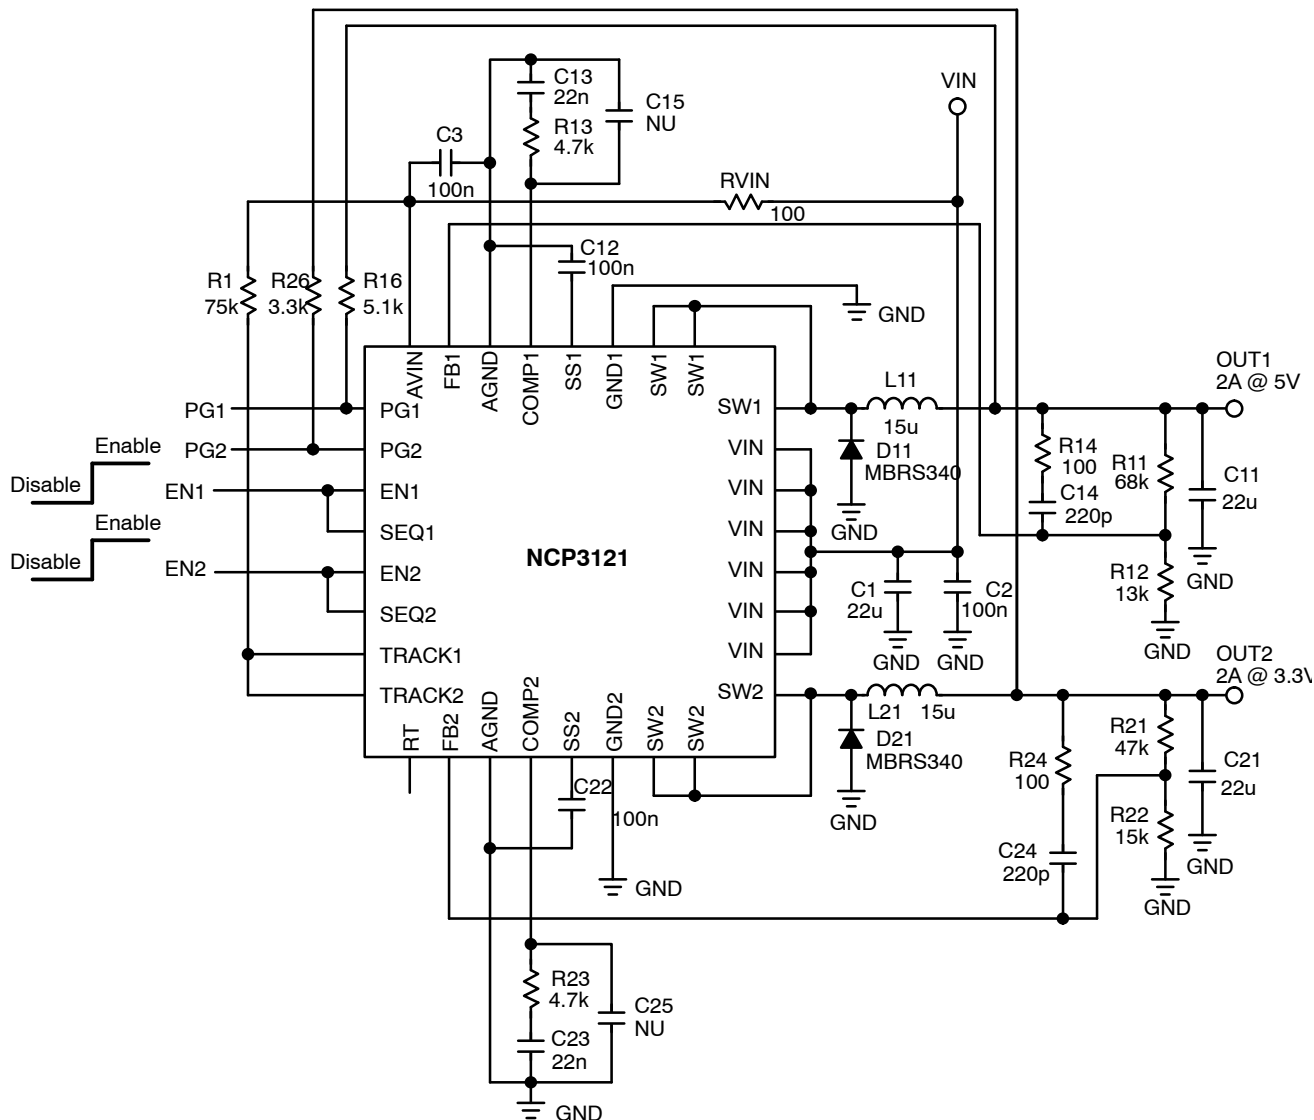 C13
22n
C15
NU
R13
4.7k
C3
100n
VIN
RVIN
100
C12
100n
R1
75k
R26
3.3k
R16
5.1k
GND
AVIN
FB1
AGND
COMP1
SS1
GND1
SW1
SW1
OUT1
2A @ 5V
L11
15u
PG1
PG1
SW1
Enable
PG2
PG2
VIN
D11
MBRS340
R14
100
R11
68k
C11
22u
Disable
EN1
EN1
VIN
C14
220p
GND
Enable
SEQ1
VIN
NCP3121
Disable
EN2
EN2
VIN
C1
22u
C2
100n
R12
13k
GND
SEQ2
VIN
GND
GND
GND
TRACK1
VIN
OUT2
2A @ 3.3V
TRACK2
SW2
L21
15u
RT
FB2
AGND
COMP2
SS2
GND2
SW2
SW2
D21
MBRS340
R24
100
R21
47k
C21
22u
C22
100n
GND
R22
15k
C24
220p
GND
GND
GND
R23
4.7k
C25
NU
C23
22n
GND